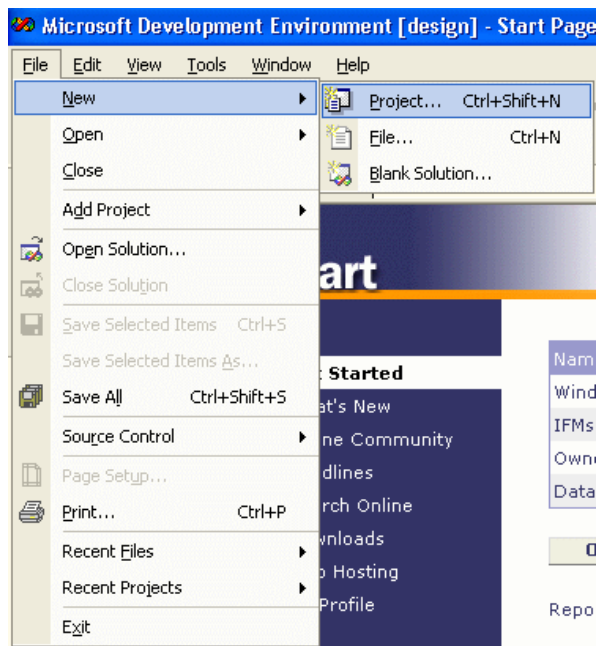 Microsoft Development Environment [design] - Start Page
File Edit View Tools Window Help
New
Project... Ctrl+Shift+N
Open
File... Ctrl+N
Close
Blank Solution...
Add Project
Open Solution...
Close Solution
art
Save Selected Items Ctrl+S
Save Selected Items As...
Started
Save All Ctrl+Shift+S
at's New
Source Control
ne Community
Page Setup...
dlines
Print... Ctrl+P
rch Online
Recent Files
wnloads
Recent Projects
Hosting
Exit
Profile
Nam
Wind
IFMs
Owne
Data
O
Repo